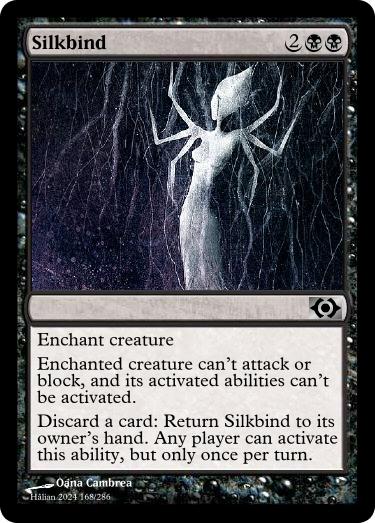 Silkbind 2
Enchant creature
Enchanted creature can't attack or
block, and its activated abilities can't
be activated.
Discard a card: Return Silkbind to its
owner's hand. Any player can activate
this ability, but only once per turn.
Oana Cambrea
Hálian 2024 168/286